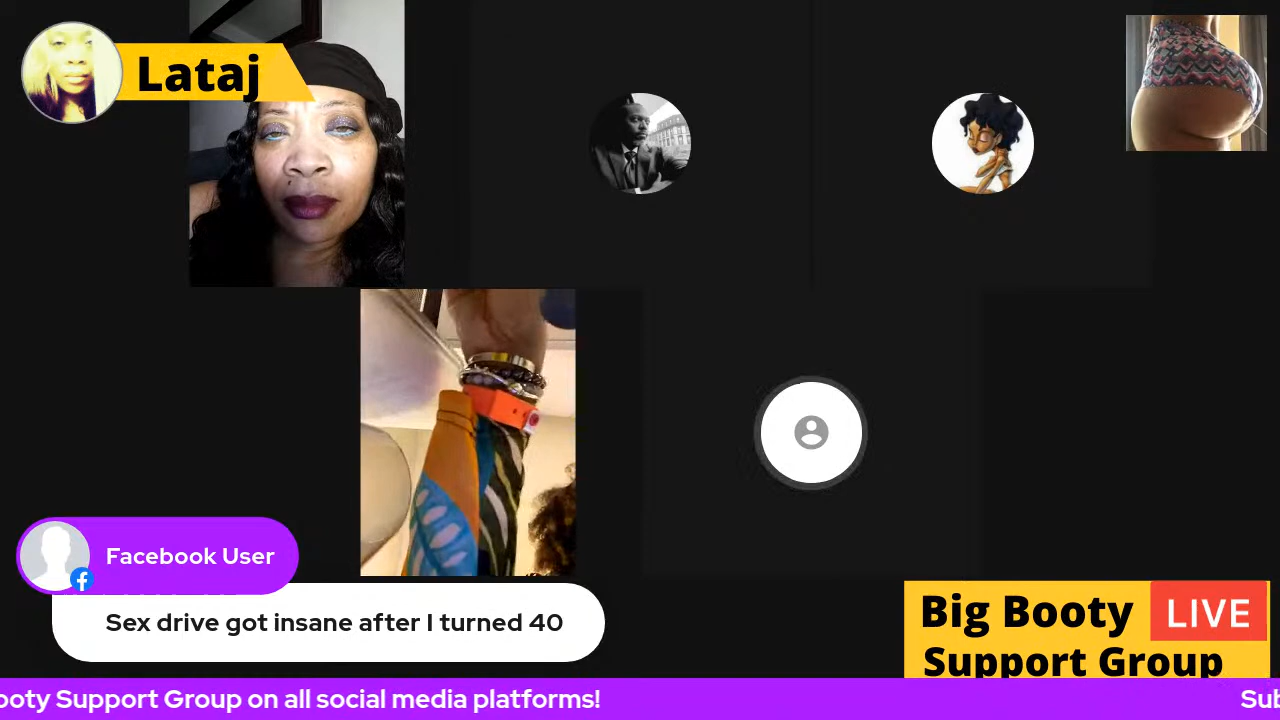 Lataj
Facebook User
Sex drive got insane after I turned 40
Big Booty LIVE
Support Group
ooty Support Group on all social media platforms! Sub